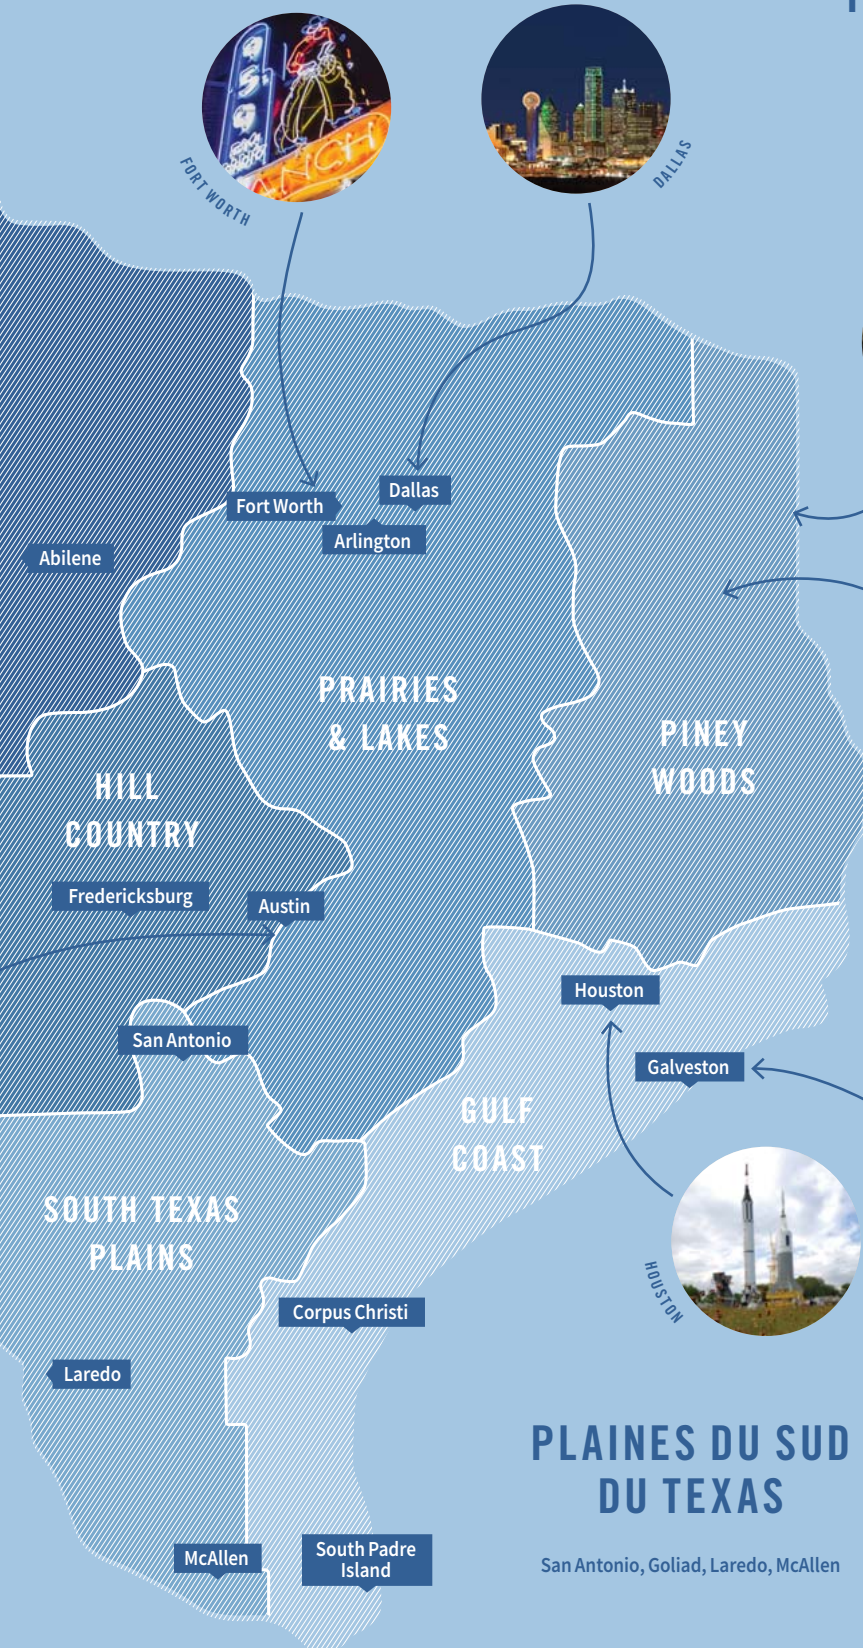 FORT WORTH
DALLAS
Fort Worth
Dallas
Arlington
Abilene
PRAIRIES
& LAKES
PINEY
WOODS
HILL
COUNTRY
Fredericksburg
Austin
Houston
San Antonio
Galveston
GULF
COAST
SOUTH TEXAS
PLAINS
HOUSTON
Corpus Christi
Laredo
PLAINES DU SUD
DU TEXAS
McAllen
South Padre
Island
San Antonio, Goliad, Laredo, McAllen